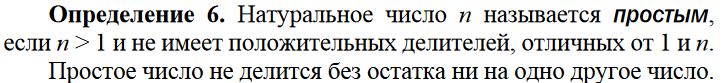 Определение 6. Натуральное число n называется простым,
если n > 1 и не имеет положительных делителей, отличных от 1 и n.
Простое число не делится без остатка ни на одно другое число.